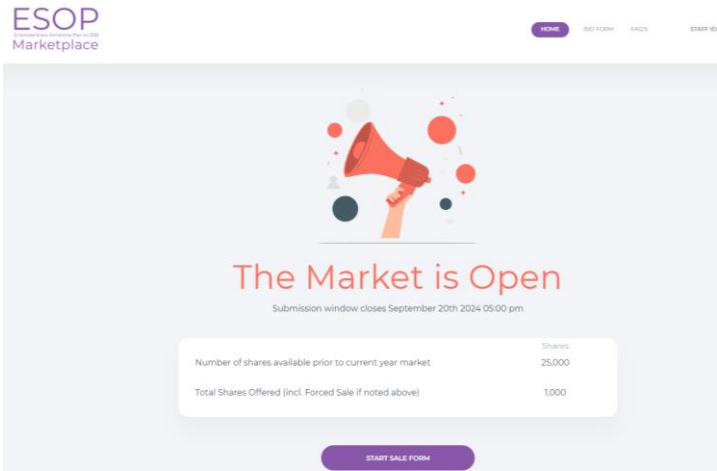 ESOP
Marketplace
HOME
BID FORM
FAQ'S
STAFF ID
The Market is Open
Submission window closes September 20th 2024 05:00 pm
Shares
Number of shares available prior to current year market 25,000
Total Shares Offered (incl. Forced Sale if noted above) 1,000
START SALE FORM